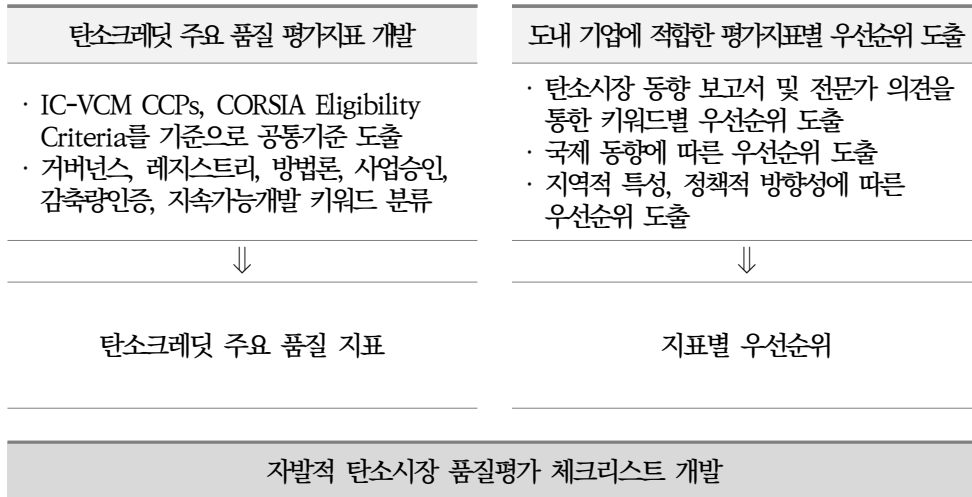 탄소크레딧 주요 품질 평가지표 개발
· IC-VCM CCPs, CORSIA Eligibility
Criteria를 기준으로 공통기준 도출
· 거버넌스, 레지스트리, 방법론, 사업승인,
감축량인증, 지속가능개발 키워드 분류
⇓
탄소크레딧 주요 품질 지표
도내 기업에 적합한 평가지표별 우선순위 도출
· 탄소시장 동향 보고서 및 전문가 의견을
통한 키워드별 우선순위 도출
· 국제 동향에 따른 우선순위 도출
· 지역적 특성, 정책적 방향성에 따른
우선순위 도출
⇓
지표별 우선순위
자발적 탄소시장 품질평가 체크리스트 개발